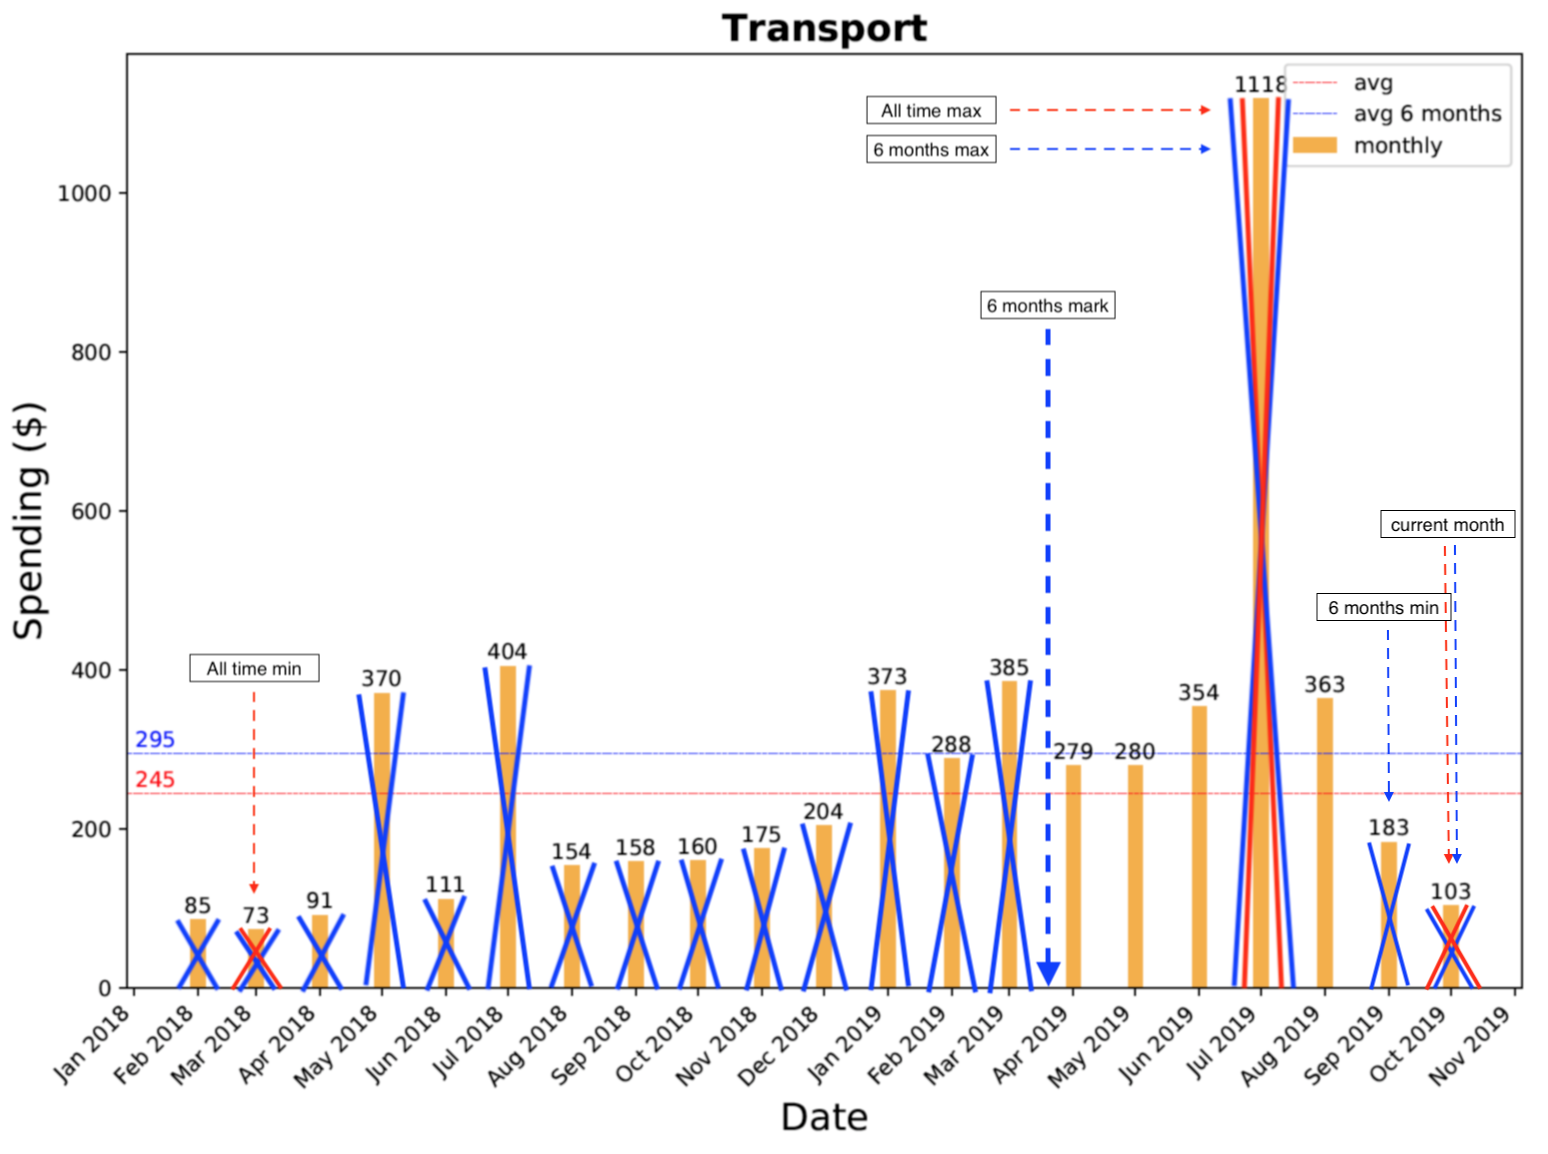 Transport
1118
avg
avg 6 months
monthly
All time max
6 months max
1000
6 months mark
800
Spending ($)
600
current month
6 months min
400
All time min
370
404
373
385
354
363
295
288
279
280
245
200
204
183
175
154
158
160
111
103
85
73
91
0
Jan 2018
Feb 2018
Mar 2018
Apr 2018
May 2018
Jun 2018
Jul 2018
Aug 2018
Sep 2018
Oct 2018
Nov 2018
Dec 2018
Jan 2019
Feb 2019
Mar 2019
Apr 2019
May 2019
Jun 2019
Jul 2019
Aug 2019
Sep 2019
Oct 2019
Nov 2019
Date